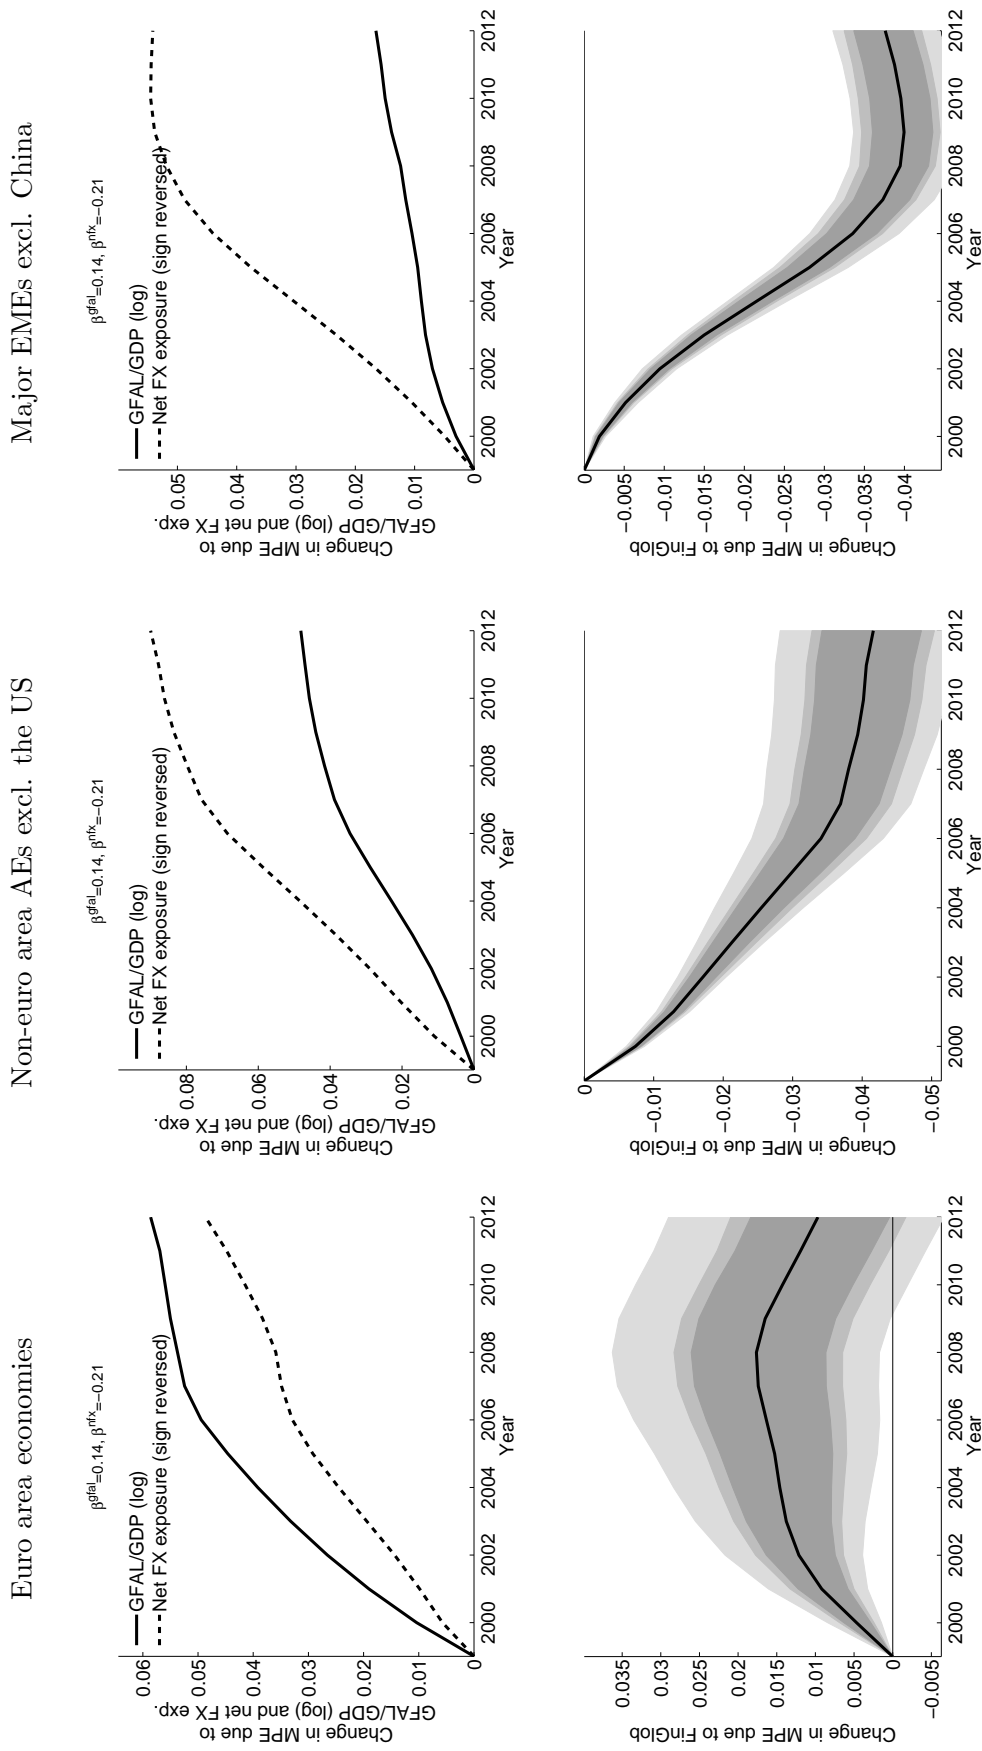 Euro area economies
β^gfal=0.14, β^nfx=−0.21
GFAL/GDP (log)
Net FX exposure (sign reversed)
Change in MPE due to
GFAL/GDP (log) and net FX exp.
0.06
0.05
0.04
0.03
0.02
0.01
0
2000 2002 2004 2006 2008 2010 2012
Year
Change in MPE due to FinGlob
0.035
0.03
0.025
0.02
0.015
0.01
0.005
0
−0.005
2000 2002 2004 2006 2008 2010 2012
Year
Non-euro area AEs excl. the US
β^gfal=0.14, β^nfx=−0.21
GFAL/GDP (log)
Net FX exposure (sign reversed)
Change in MPE due to
GFAL/GDP (log) and net FX exp.
0.08
0.06
0.04
0.02
0
2000 2002 2004 2006 2008 2010 2012
Year
Change in MPE due to FinGlob
0
−0.01
−0.02
−0.03
−0.04
−0.05
2000 2002 2004 2006 2008 2010 2012
Year
Major EMEs excl. China
β^gfal=0.14, β^nfx=−0.21
GFAL/GDP (log)
Net FX exposure (sign reversed)
Change in MPE due to
GFAL/GDP (log) and net FX exp.
0.05
0.04
0.03
0.02
0.01
0
2000 2002 2004 2006 2008 2010 2012
Year
Change in MPE due to FinGlob
0
−0.005
−0.01
−0.015
−0.02
−0.025
−0.03
−0.035
−0.04
2000 2002 2004 2006 2008 2010 2012
Year